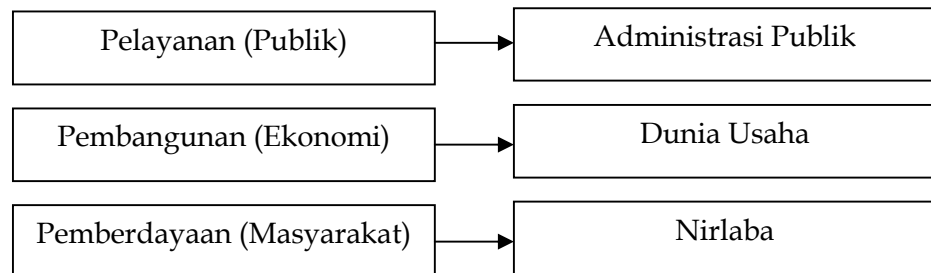 Pelayanan (Publik)
Administrasi Publik
Pembangunan (Ekonomi)
Dunia Usaha
Pemberdayaan (Masyarakat)
Nirlaba